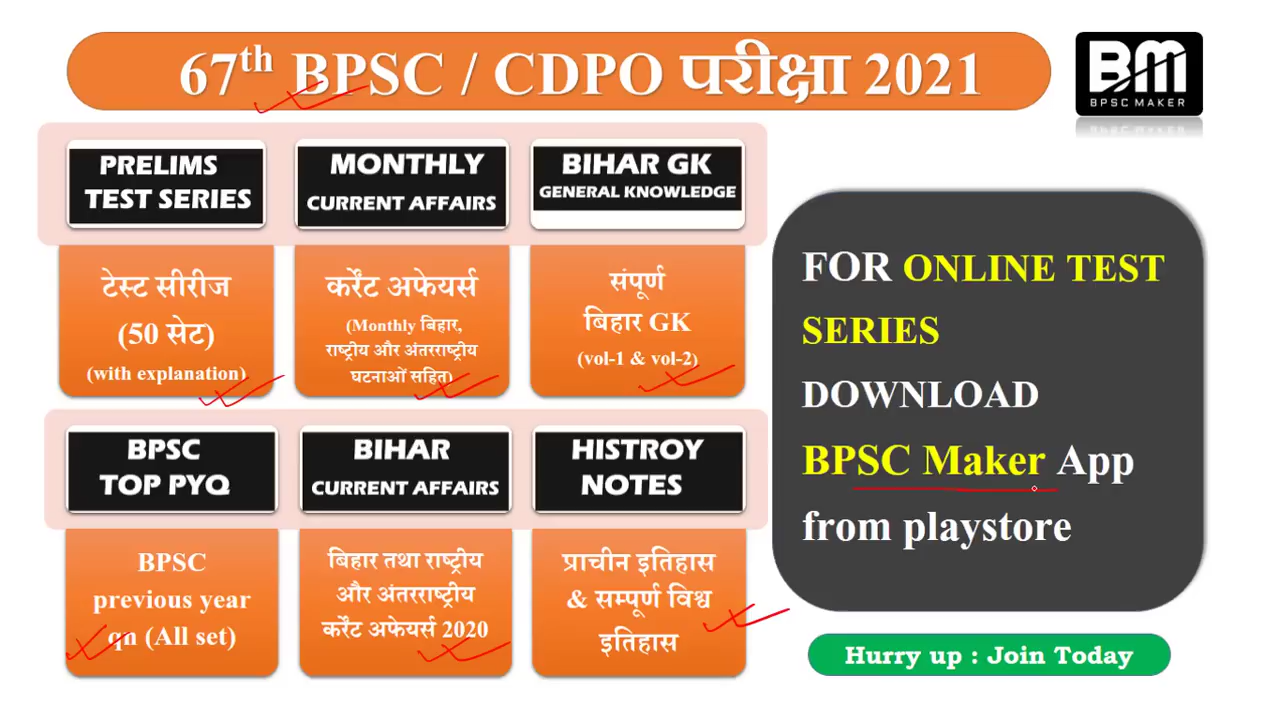 67th BPSC / CDPO परीक्षा 2021
BM
BPSC MAKER
PRELIMS
TEST SERIES
टेस्ट सीरीज
(50 सेट)
(with explanation)
MONTHLY
CURRENT AFFAIRS
कर्रेंट अफेयर्स
(Monthly बिहार,
राष्ट्रीय और अंतरराष्ट्रीय
घटनाओं सहित)
BIHAR GK
GENERAL KNOWLEDGE
संपूर्ण
बिहार GK
(vol-1 & vol-2)
BPSC
TOP PYQ
BPSC
previous year
qn (All set)
BIHAR
CURRENT AFFAIRS
बिहार तथा राष्ट्रीय
और अंतरराष्ट्रीय
कर्रेंट अफेयर्स 2020
HISTROY
NOTES
प्राचीन इतिहास
& सम्पूर्ण विश्व
इतिहास
FOR ONLINE TEST
SERIES
DOWNLOAD
BPSC Maker App
from playstore
Hurry up : Join Today